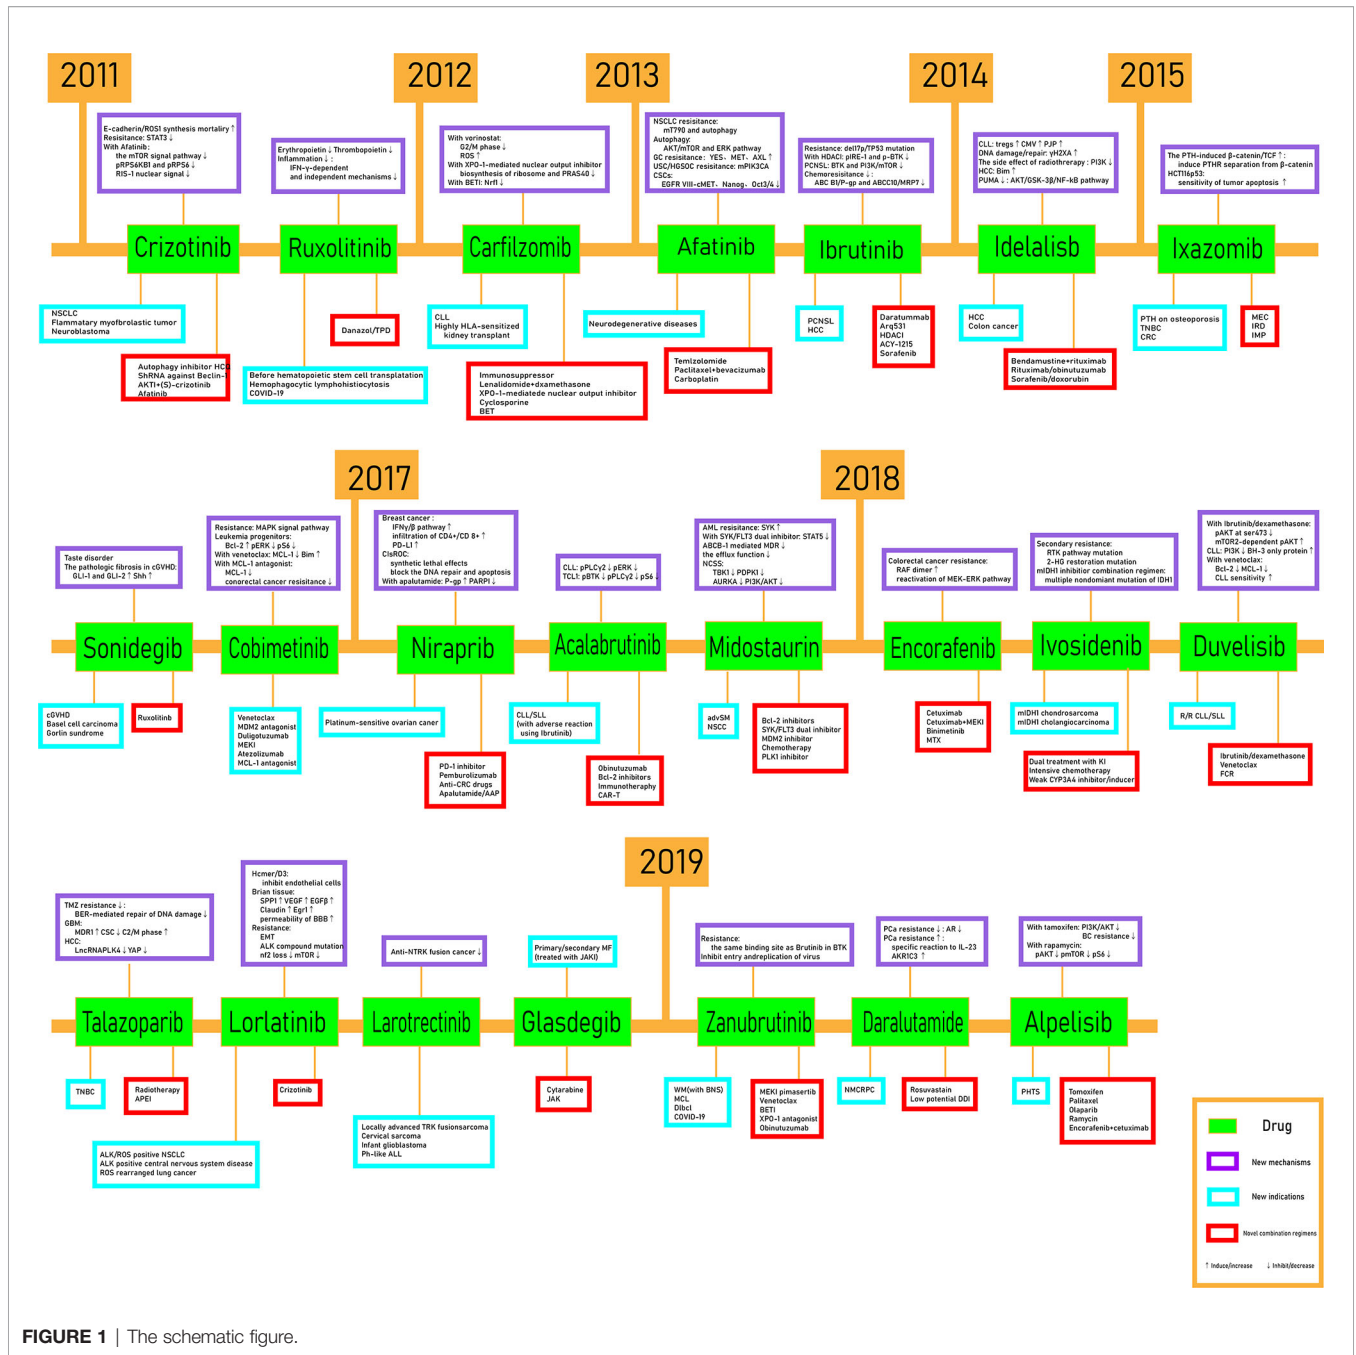 2011
2012
2013
2014
2015
E-cadherin/ROS1 synthesis mortaliry ↑
Resisitance: STAT3 ↓
With Afatinib:
the mTOR signal pathway ↓
pRPS6KB1 and pRPS6 ↓
RIS-1 nuclear signal ↓
Erythropoietin ↓ Thrombopoietin ↓
Inflammation ↓ :
IFN-γ-dependent
and independent mechanisms ↓
With vorinostat:
G2/M phase ↓
ROS ↑
With XPO-1-mediated nuclear output inhibitor
biosynthesis of ribosome and PRAS40 ↓
With BETI: Nrf1 ↓
NSCLC resisitance:
mT790 and autophagy
Autophagy:
AKT/mTOR and ERK pathway
GC resisitance: YES、MET、AXL ↑
USC/HGSOC resisitance: mPIK3CA
CSCs:
EGFR VIII-cMET、Nanog、Oct3/4 ↓
Resistance: dell17p/TP53 mutation
With HDACI: pIRE-1 and p-BTK ↓
PCNSL: BTK and PI3K/mTOR ↓
Chemoresisitance ↓ :
ABC B1/P-gp and ABCC10/MRP7 ↓
CLL: tregs ↑ CMV ↑ PJP ↑
DNA damage/repair: γH2XA ↑
The side effect of radiotherapy : PI3K ↓
HCC: Bim ↑
PUMA ↓ : AKT/GSK-3β/NF-kB pathway
The PTH-induced β-catenin/TCF ↑ :
induce PTHR separation from β-catenin
HCT116p53:
sensitivity of tumor apoptosis ↑
Crizotinib
Ruxolitinib
Carfilzomib
Afatinib
Ibrutinib
Idelalisb
Ixazomib
NSCLC
Flammatary myofbrolastic tumor
Neuroblastoma
Autophagy inhibitor HCQ
ShRNA against Beclin-1
AKTI+(S)-crizotinib
Afatinib
Before hematopoietic stem cell transplatation
Hemophagocytic lymphohistiocytosis
COVID-19
Danazol/TPD
CLL
Highly HLA-sensitized
kidney transplant
Immunosuppressor
Lenalidomide+dxamethasone
XPO-1-mediatede nuclear output inhibitor
Cyclosporine
BET
Neurodegenerative diseases
Temlzolomide
Paclitaxel+bevacizumab
Carboplatin
PCNSL
HCC
Daratummab
Arq531
HDACI
ACY-1215
Sorafenib
HCC
Colon cancer
Bendamustine+rituximab
Rituximab/obinutuzumab
Sorafenib/doxorubin
PTH on osteoporosis
TNBC
CRC
MEC
IRD
IMP
2017
2018
Taste disorder
The pathologic fibrosis in cGVHD:
GLI-1 and GLI-2 ↑ Shh ↑
Resistance: MAPK signal pathway
Leukemia progenitors:
Bcl-2 ↑ pERK ↓ pS6 ↓
With venetoclax: MCL-1 ↓ Bim ↑
With MCL-1 antagonist:
MCL-1 ↓
conorectal cancer resisitance ↓
Breast cancer :
IFNγ/β pathway ↑
infiltration of CD4+/CD 8+ ↑
PD-L1 ↑
CIsROC:
synthetic lethal effects
block the DNA repair and apoptosis
With apalutamide: P-gp ↑ PARPI ↓
CLL: pPLCγ2 ↓ pERK ↓
TCL1: pBTK ↓ pPLCγ2 ↓ pS6 ↓
AML resisitance: SYK ↑
With SYK/FLT3 dual inhibitor: STAT5 ↓
ABCB-1 mediated MDR ↓
the efflux function ↓
NCSS:
TBK1 ↓ PDPK1 ↓
AURKA ↓ PI3K/AKT ↓
Colorectal cancer resistance:
RAF dimer ↑
reactivation of MEK-ERK pathway
Secondary resistance:
RTK pathway mutation
2-HG restoration mutation
mIDH1 inhibitior combination regimen:
multiple nondomiant mutation of IDH1
With Ibrutinib/dexamethasone:
pAKT at ser473 ↓
mTOR2-dependent pAKT ↑
CLL: PI3K ↓ BH-3 only protein ↑
With venetoclax:
Bcl-2 ↓ MCL-1 ↓
CLL sensitivity ↑
Sonidegib
Cobimetinib
Niraprib
Acalabrutinib
Midostaurin
Encorafenib
Ivosidenib
Duvelisib
cGVHD
Basel cell carcinoma
Gorlin sundrome
Ruxolitinb
Venetoclax
MDM2 antagonist
Duligotuzumab
MEKI
Atezolizumab
MCL-1 antagonist
Platinum-sensitive ovarian caner
PD-1 inhibitor
Pemburolizumab
Anti-CRC drugs
Apalutamide/AAP
CLL/SLL
(with adverse reaction
using Ibrutinib)
Obinutuzumab
Bcl-2 inhibitors
Immunotheraphy
CAR-T
advSM
NSCC
Bcl-2 inhibitors
SYK/FLT3 dual inhibitor
MDM2 inhibitor
Chemotherapy
PLK1 inhibitor
Cetuximab
Cetuximab+MEKI
Binimetinib
MTX
mIDH1 chondrosarcoma
mIDH1 cholangiocarcinoma
Dual treatment with KI
Intensive chemotherapy
Weak CYP3A4 inhibitor/inducer
R/R CLL/SLL
Ibrutinib/dexamethasone
Venetoclax
FCR
2019
TMZ resistance ↓ :
BER-mediated repair of DNA damage ↓
GBM:
MDR1 ↑ CSC ↓ C2/M phase ↑
HCC:
LncRNAPLK4 ↓ YAP ↓
Hcmer/D3:
inhibit endothelial cells
Brian tissue:
SPP1 ↑ VEGF ↑ EGFβ ↑
Claudin ↑ Egr1 ↑
permeability of BBB ↑
Resistance:
EMT
ALK compound mutation
nf2 loss ↓ mTOR ↓
Anti-NTRK fusion cancer ↓
Primary/secondary MF
(treated with JAKI)
Resistance:
the same binding site as Brutinib in BTK
Inhibit entry andreplication of virus
PCa resistance ↓ : AR ↓
PCa resistance ↑ :
specific reaction to IL-23
AKR1C3 ↑
With tamoxifen: PI3K/AKT ↓
BC resistance ↓
With rapamycin:
pAKT ↓ pmTOR ↓ pS6 ↓
Talazoparib
Lorlatinib
Larotrectinib
Glasdegib
Zanubrutinib
Daralutamide
Alpelisib
TNBC
Radiotherapy
APEI
ALK/ROS positive NSCLC
ALK positive central nervous system disease
ROS rearranged lung cancer
Crizotinib
Locally advanced TRK fusionsarcoma
Cervical sarcoma
Infant glioblastoma
Ph-like ALL
Cytarabine
JAK
WM(with BNS)
MCL
Dlbcl
COVID-19
MEKI pimasertib
Venetoclax
BETI
XPO-1 antagonist
Obinutuzumab
NMCRPC
Rosuvastain
Low potential DDI
PHTS
Tomoxifen
Palitaxel
Olaparib
Ramycin
Encorafenib+cetuximab
Drug
New mechanisms
New indications
Novel combination regimens
↑ Induce/increase ↓ Inhibit/decrease
FIGURE 1 | The schematic figure.